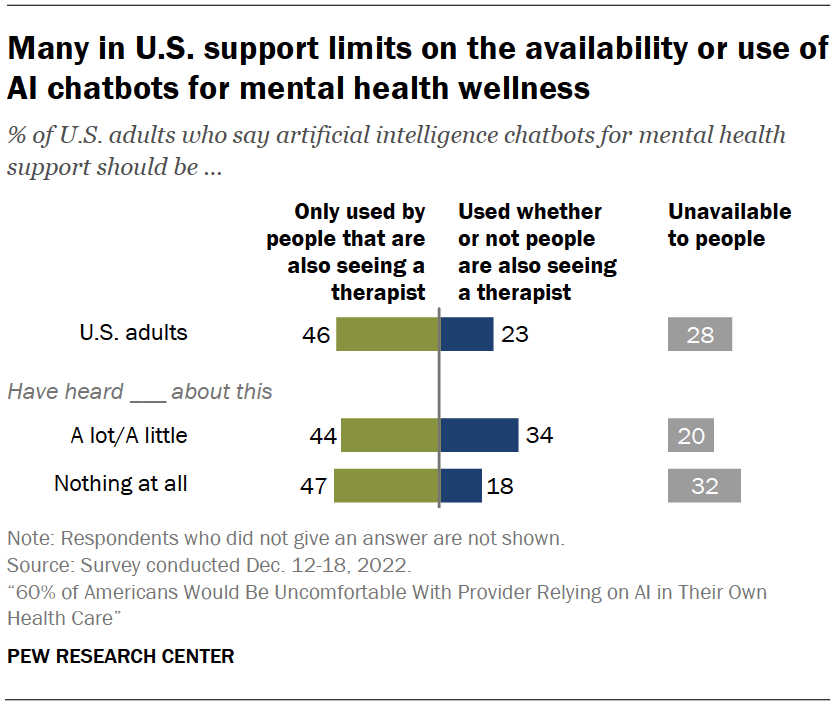 Many in U.S. support limits on the availability or use of
AI chatbots for mental health wellness
% of U.S. adults who say artificial intelligence chatbots for mental health
support should be ...
Only used by
people that are
also seeing a
therapist
Used whether
or not people
are also seeing
a therapist
Unavailable
to people
U.S. adults 46 23 28
Have heard ___ about this
A lot/A little 44 34 20
Nothing at all 47 18 32
Note: Respondents who did not give an answer are not shown.
Source: Survey conducted Dec. 12-18, 2022.
“60% of Americans Would Be Uncomfortable With Provider Relying on AI in Their Own
Health Care”
PEW RESEARCH CENTER